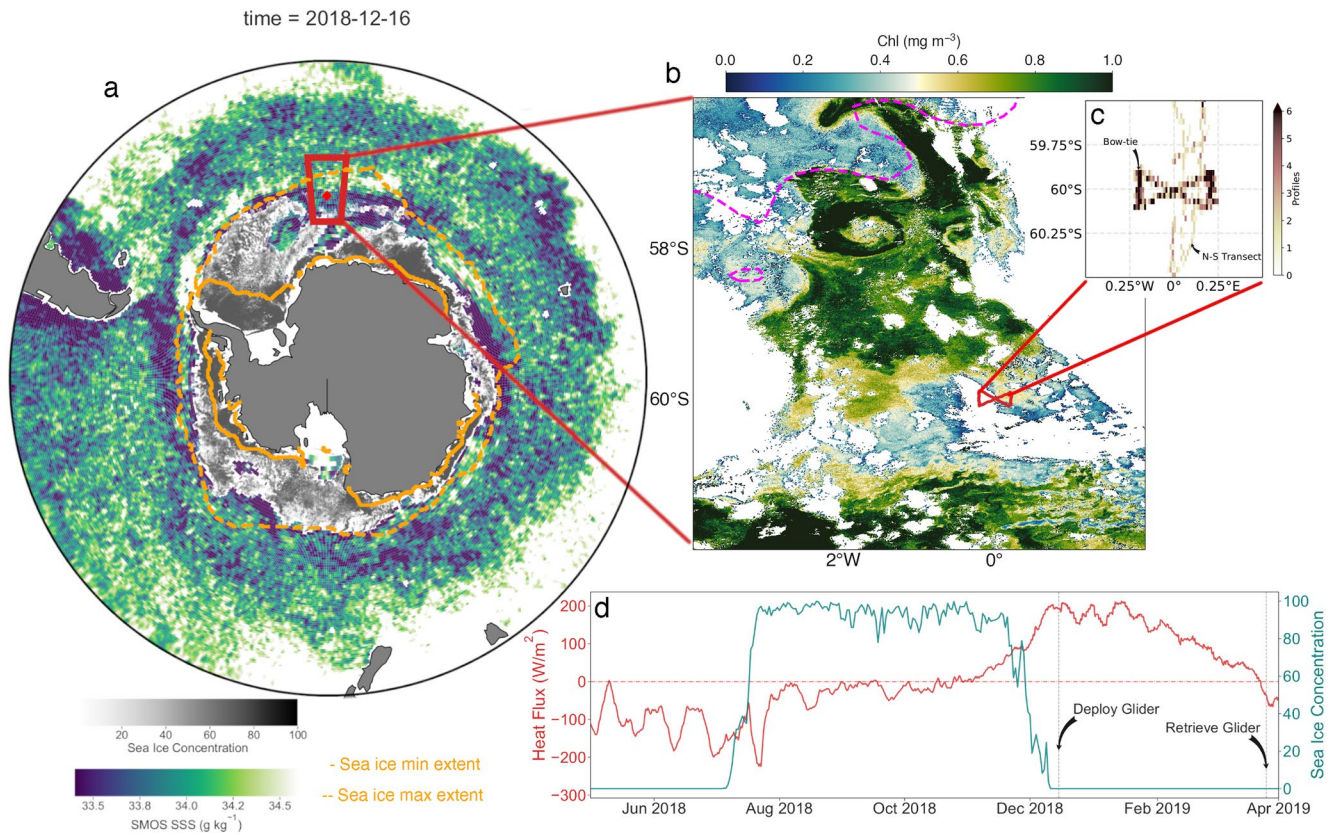 time = 2018-12-16
a
20 40 60 80 100
Sea Ice Concentration
33.5 33.8 34.0 34.2 34.5
SMOS SSS (g kg⁻¹)
- Sea ice min extent
-- Sea ice max extent
b
Chl (mg m⁻³)
0.0 0.2 0.4 0.6 0.8 1.0
58°S
60°S
2°W 0°
c
59.75°S
60°S
60.25°S
0.25°W 0° 0.25°E
Bow-tie
N-S Transect
6
5
4
3
2
1
0
Profiles
d
Heat Flux (W/m²)
200
100
0
−100
−200
−300
Deploy Glider
Retrieve Glider
100
80
60
40
20
0
Sea Ice Concentration
Jun 2018 Aug 2018 Oct 2018 Dec 2018 Feb 2019 Apr 2019